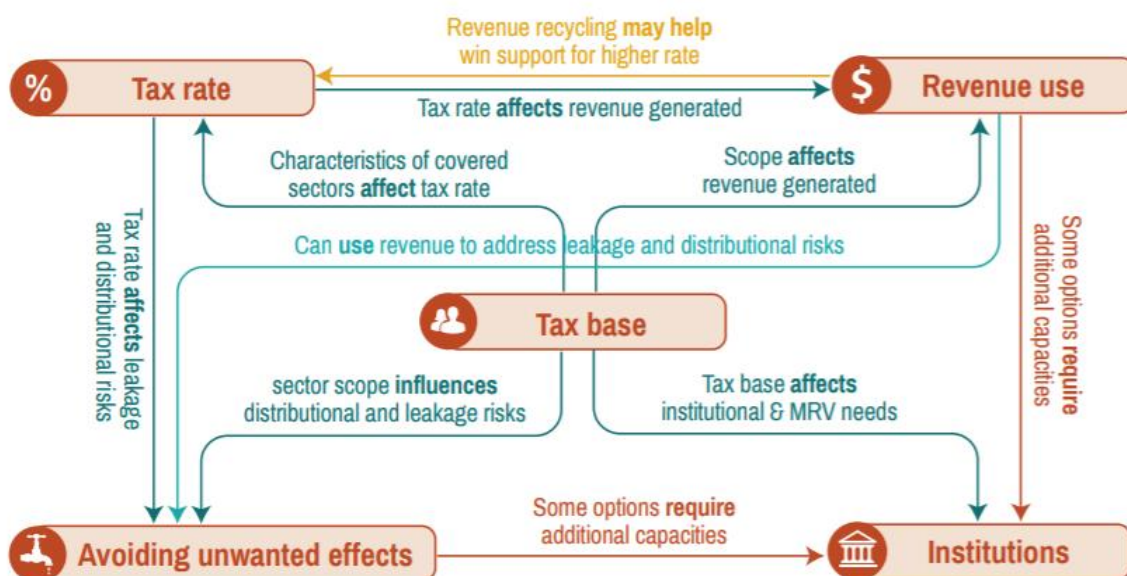 Revenue recycling may help
win support for higher rate
%
Tax rate
$
Revenue use
Tax rate affects revenue generated
Characteristics of covered
sectors affect tax rate
Scope affects
revenue generated
Tax rate affects leakage
and distributional risks
Can use revenue to address leakage and distributional risks
Some options require
additional capacities
Tax base
sector scope influences
distributional and leakage risks
Tax base affects
institutional & MRV needs
Some options require
additional capacities
Avoiding unwanted effects
Institutions